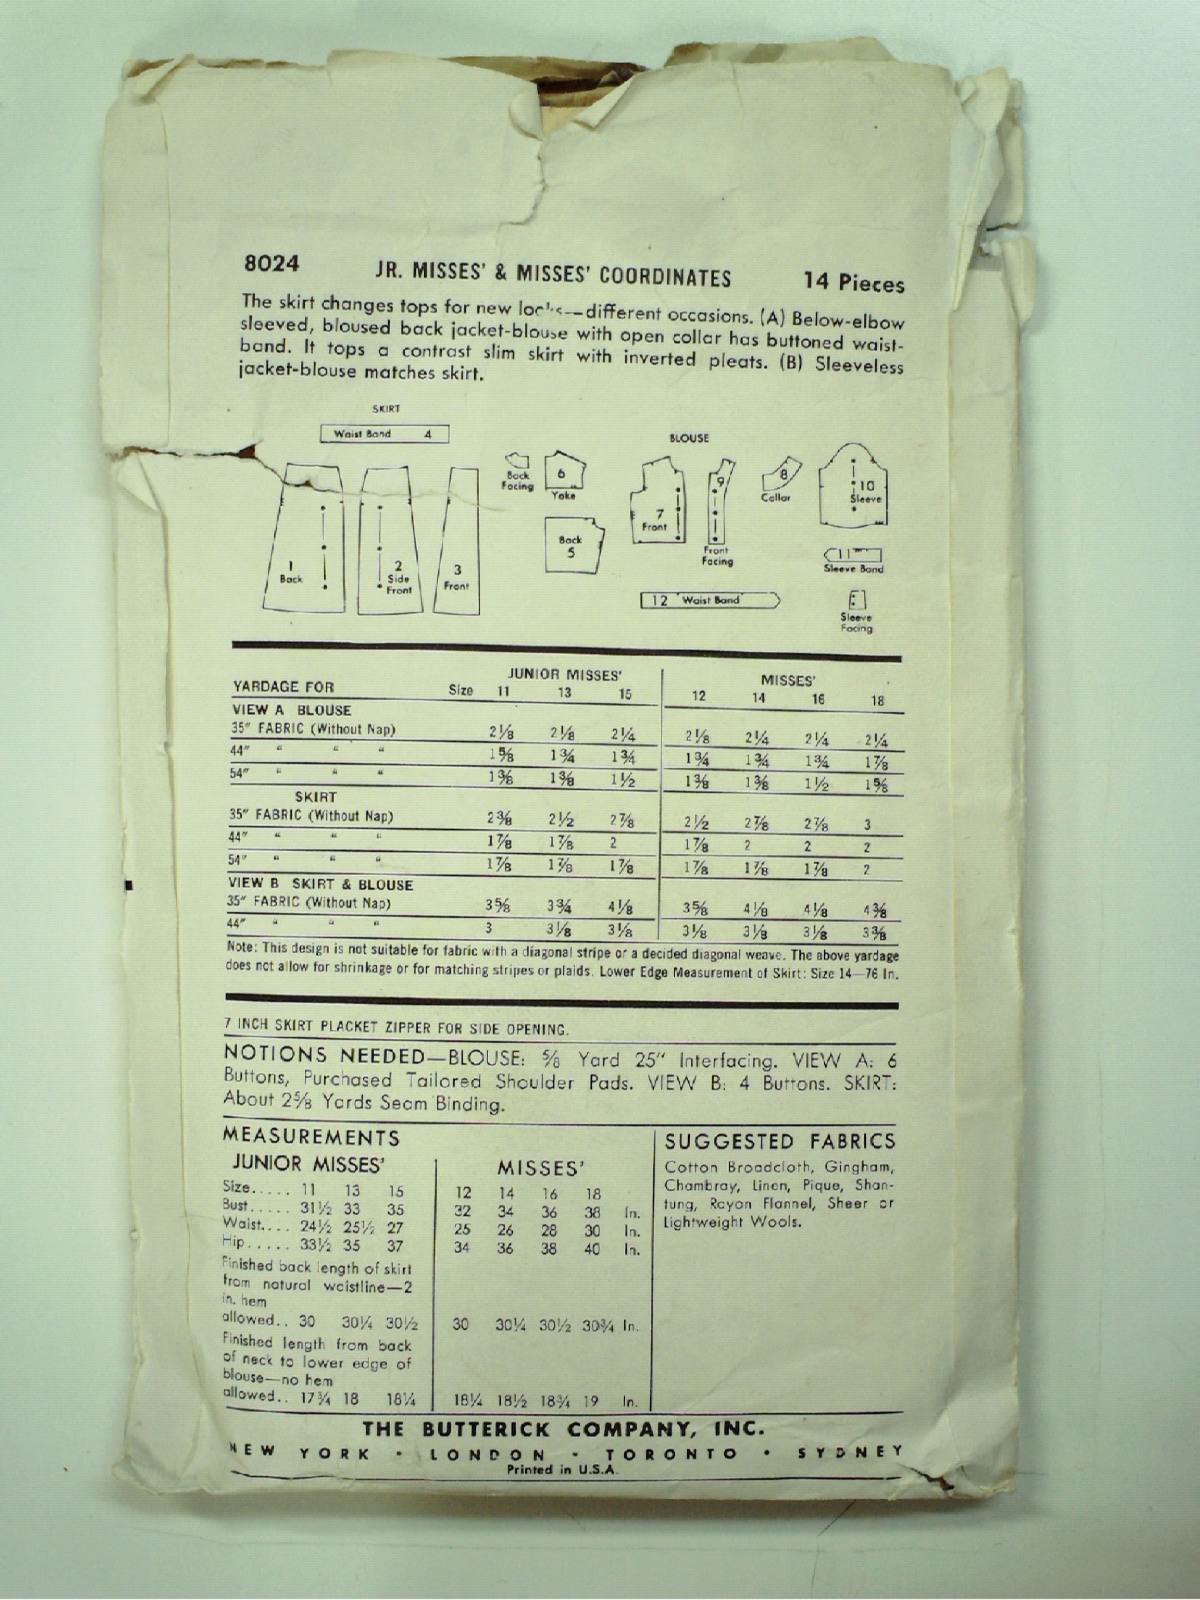 8024 JR. MISSES' & MISSES' COORDINATES 14 Pieces
The skirt changes tops for new —different occasions. (A) Below-elbow
sleeved, bloused back jacket-blouse with open collar has buttoned waist-
band. It tops a contrast slim skirt with inverted pleats. (B) Sleeveless
jacket-blouse matches skirt.
SKIRT
Waist Band 4
1 Back
2 Side Front
3 Front
BLOUSE
Back Facing
6 Yoke
Back 5
7 Front
9 Front Facing
8 Collar
10 Sleeve
11 Sleeve Band
12 Waist Band
Sleeve Facing
JUNIOR MISSES' MISSES'
YARDAGE FOR Size 11 13 15 12 14 16 18
VIEW A BLOUSE
35" FABRIC (Without Nap) 2⅛ 2⅛ 2¼ 2⅛ 2¼ 2¼ 2¼
44" " " " 1⅝ 1¾ 1¾ 1¾ 1¾ 1¾ 1⅞
54" " " " 1⅜ 1⅜ 1½ 1⅜ 1⅜ 1½ 1⅝
SKIRT
35" FABRIC (Without Nap) 2⅜ 2½ 2⅞ 2½ 2⅞ 2⅞ 3
44" " " " 1⅞ 1⅞ 2 1⅞ 2 2 2
54" " " " 1⅞ 1⅞ 1⅞ 1⅞ 1⅞ 1⅞ 2
VIEW B SKIRT & BLOUSE
35" FABRIC (Without Nap) 3⅝ 3¾ 4⅛ 3⅝ 4⅛ 4⅛ 4⅜
44" " " " 3 3⅛ 3⅛ 3⅛ 3⅛ 3⅛ 3⅜
Note: This design is not suitable for fabric with a diagonal stripe or a decided diagonal weave. The above yardage
does not allow for shrinkage or for matching stripes or plaids. Lower Edge Measurement of Skirt: Size 14—76 In.
7 INCH SKIRT PLACKET ZIPPER FOR SIDE OPENING.
NOTIONS NEEDED—BLOUSE: ⅝ Yard 25" Interfacing. VIEW A: 6
Buttons, Purchased Tailored Shoulder Pads. VIEW B: 4 Buttons. SKIRT:
About 2⅝ Yards Seam Binding.
MEASUREMENTS
JUNIOR MISSES' MISSES'
Size..... 11 13 15 12 14 16 18
Bust..... 31½ 33 35 32 34 36 38 In.
Waist.... 24½ 25½ 27 25 26 28 30 In.
Hip..... 33½ 35 37 34 36 38 40 In.
Finished back length of skirt
from natural waistline—2
in. hem
allowed.. 30 30¼ 30½ 30 30¼ 30½ 30¾ In.
Finished length from back
of neck to lower edge of
blouse—no hem
allowed.. 17¾ 18 18¼ 18¼ 18½ 18¾ 19 In.
SUGGESTED FABRICS
Cotton Broadcloth, Gingham,
Chambray, Linen, Pique, Shan-
tung, Rayon Flannel, Sheer or
Lightweight Wools.
THE BUTTERICK COMPANY, INC.
NEW YORK • LONDON • TORONTO • SYDNEY
Printed in U.S.A.